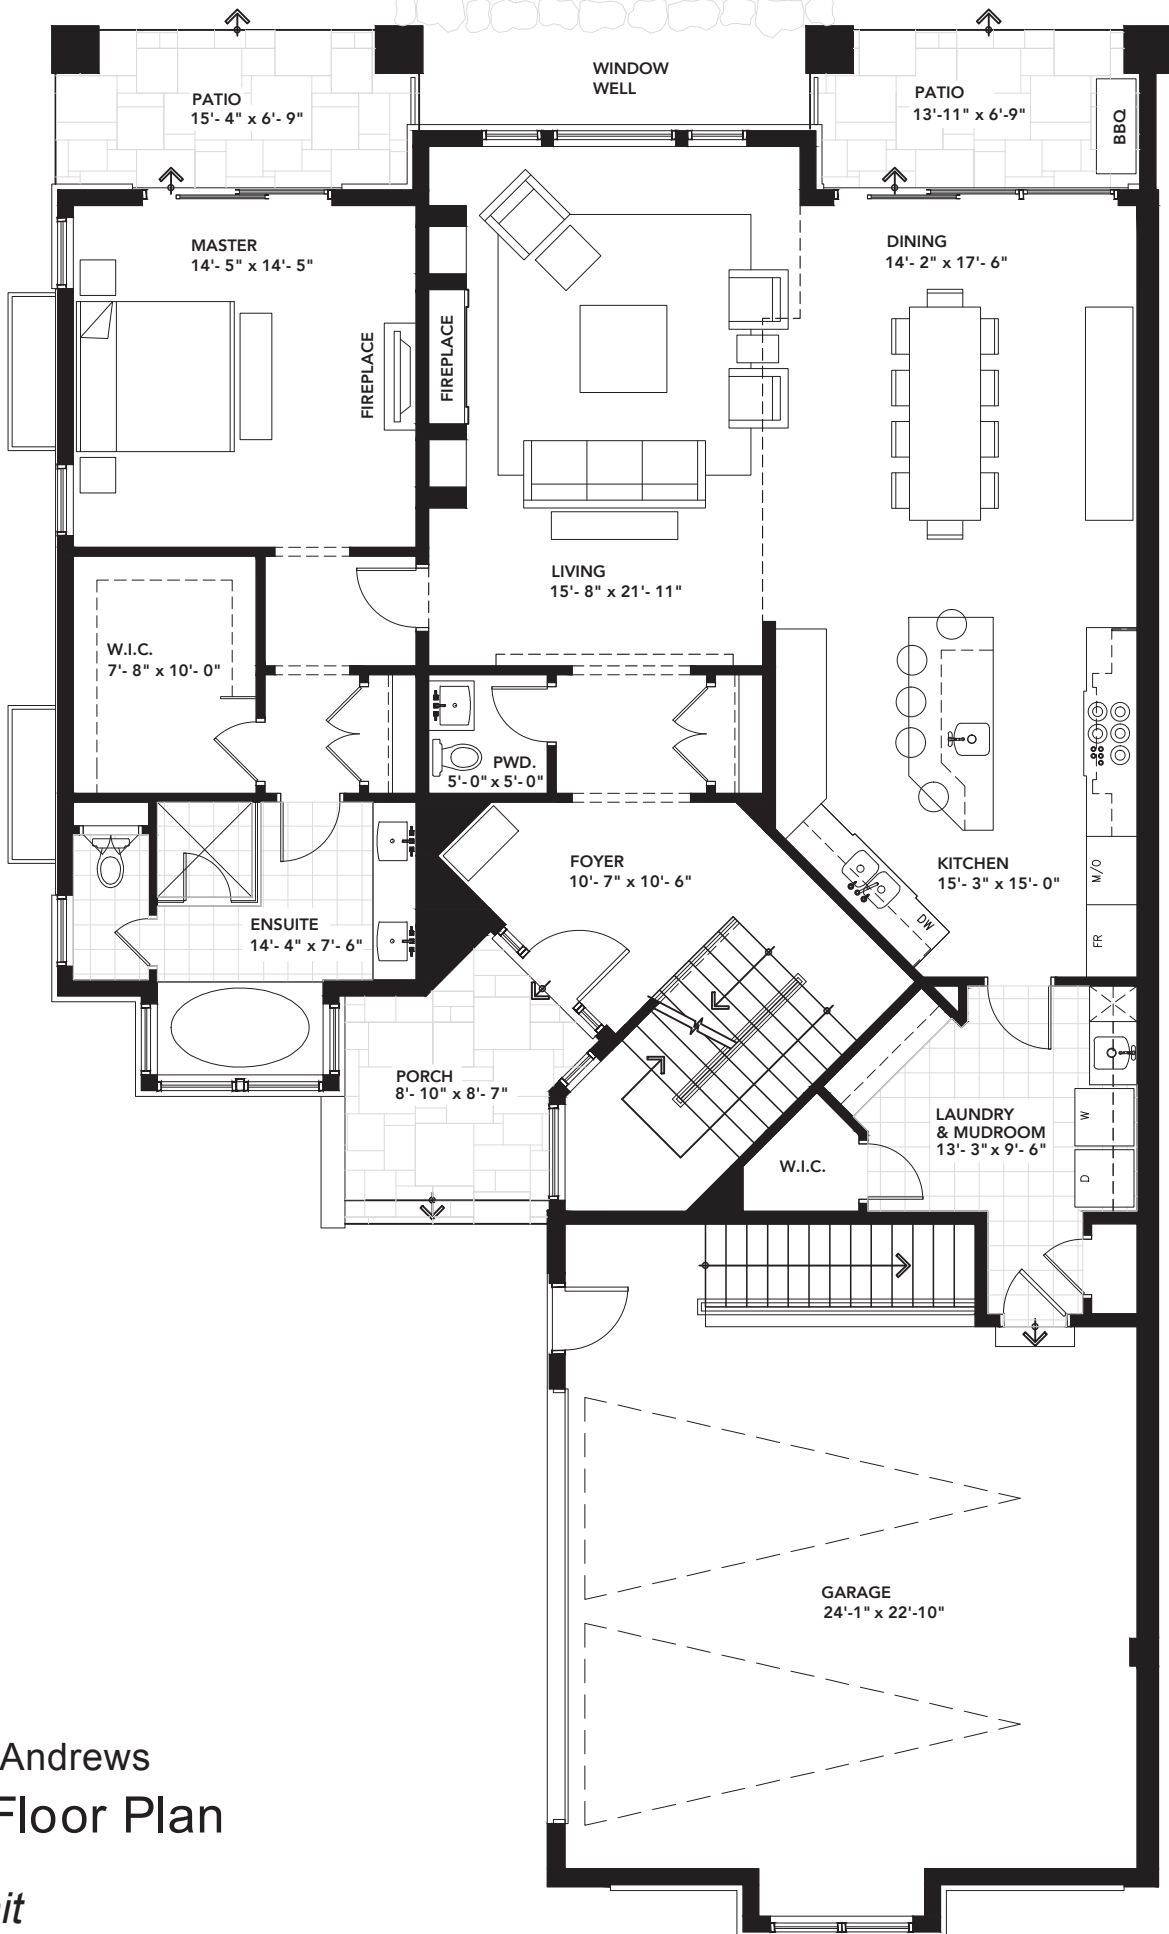 WINDOW
WELL
PATIO
15'- 4" x 6'- 9"
PATIO
13'-11" x 6'-9"
BBQ
MASTER
14'- 5" x 14'- 5"
DINING
14'- 2" x 17'- 6"
FIREPLACE
FIREPLACE
LIVING
15'- 8" x 21'- 11"
W.I.C.
7'- 8" x 10'- 0"
PWD.
5'- 0" x 5'- 0"
FOYER
10'- 7" x 10'- 6"
KITCHEN
15'- 3" x 15'- 0"
M/O
DW
FR
ENSUITE
14'- 4" x 7'- 6"
PORCH
8'- 10" x 8'- 7"
LAUNDRY
& MUDROOM
13'- 3" x 9'- 6"
W
D
W.I.C.
GARAGE
24'-1" x 22'-10"
Andrews
Floor Plan
it